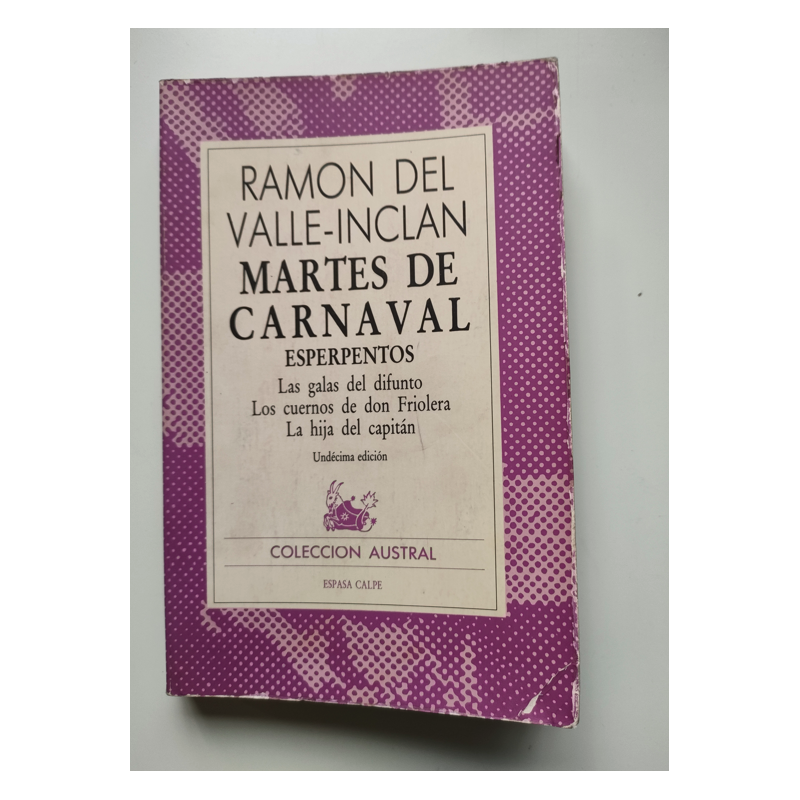 RAMON DEL
VALLE-INCLAN
MARTES DE
CARNAVAL
ESPERPENTOS
Las galas del difunto
Los cuernos de don Friolera
La hija del capitán
Undécima edición
COLECCION AUSTRAL
ESPASA CALPE